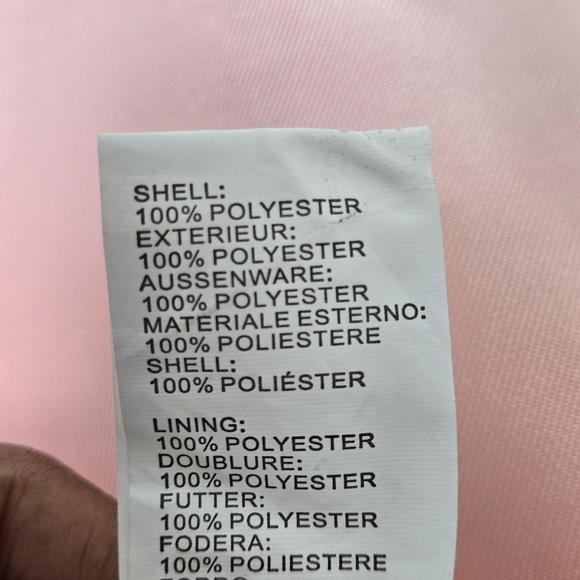 SHELL:
100% POLYESTER
EXTERIEUR:
100% POLYESTER
AUSSENWARE:
100% POLYESTER
MATERIALE ESTERNO:
100% POLIESTERE
SHELL:
100% POLIÉSTER
LINING:
100% POLYESTER
DOUBLURE:
100% POLYESTER
FUTTER:
100% POLYESTER
FODERA:
100% POLIESTERE